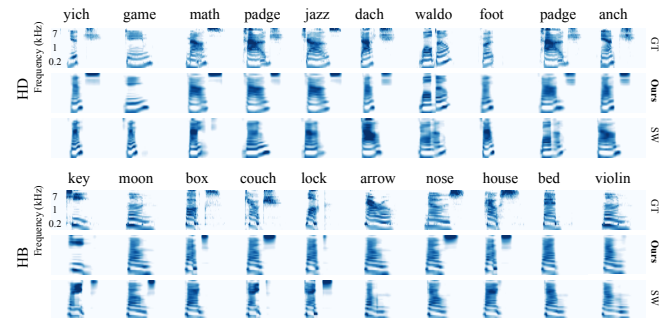 yich game math padge jazz dach waldo foot padge anch
HD
Frequency (kHz)
7
1
0.2
GT
Ours
SW
key moon box couch lock arrow nose house bed violin
HB
Frequency (kHz)
7
1
0.2
GT
Ours
SW